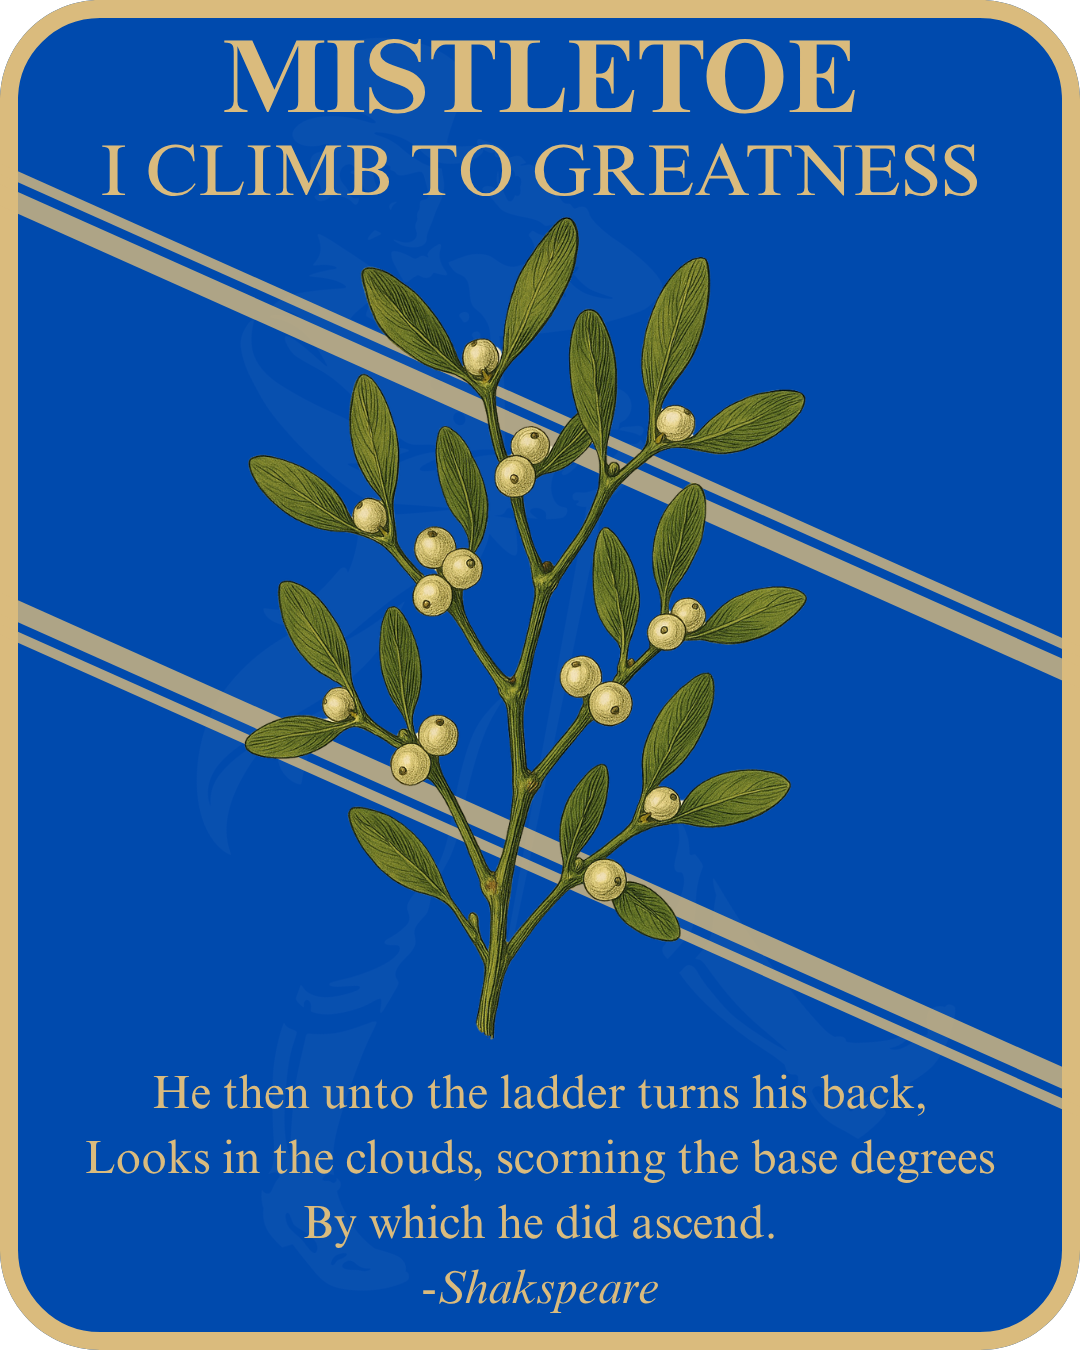 MISTLETOE
I CLIMB TO GREATNESS
He then unto the ladder turns his back,
Looks in the clouds, scorning the base degrees
By which he did ascend.
-Shakspeare